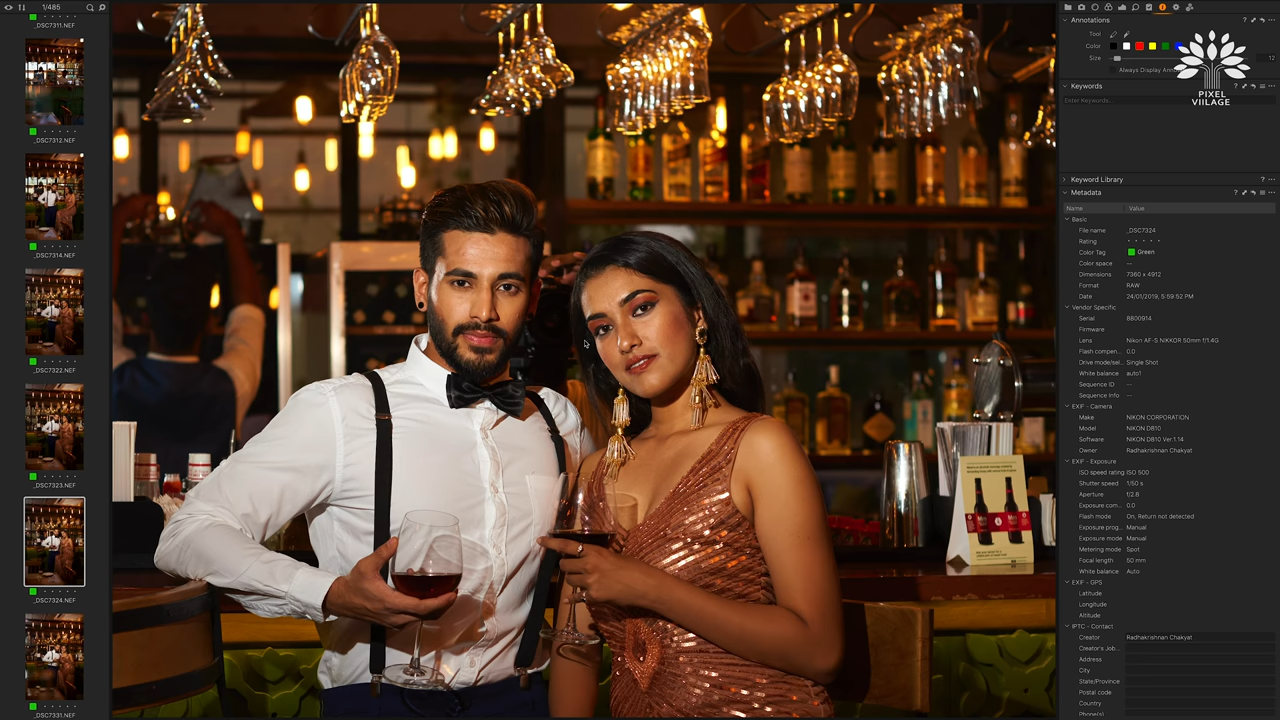 1/485
_DSC7311.NEF
_DSC7312.NEF
_DSC7314.NEF
_DSC7322.NEF
_DSC7323.NEF
_DSC7324.NEF
_DSC7331.NEF
Annotations
Tool
Color
Size
12
Always Display Ann
PIXEL
VIILAGE
Keywords
Enter Keywords...
Keyword Library
Metadata
Name Value
Basic
File name _DSC7324
Rating
Color Tag Green
Color space ---
Dimensions 7360 x 4912
Format RAW
Date 24/01/2019, 5:59:52 PM
Vendor Specific
Serial 8800914
Firmware
Lens Nikon AF-S NIKKOR 50mm f/1.4G
Flash compen... 0.0
Drive mode/sel... Single Shot
White balance auto1
Sequence ID ---
Sequence Info ---
EXIF - Camera
Make NIKON CORPORATION
Model NIKON D810
Software NIKON D810 Ver.1.14
Owner Radhakrishnan Chakyat
EXIF - Exposure
ISO speed rating ISO 500
Shutter speed 1/50 s
Aperture f/2.8
Exposure com... 0.0
Flash mode On, Return not detected
Exposure prog... Manual
Exposure mode Manual
Metering mode Spot
Focal length 50 mm
White balance Auto
EXIF - GPS
Latitude
Longitude
Altitude
IPTC - Contact
Creator Radhakrishnan Chakyat
Creator's Job...
Address
City
State/Province
Postal code
Country
Phone(s)